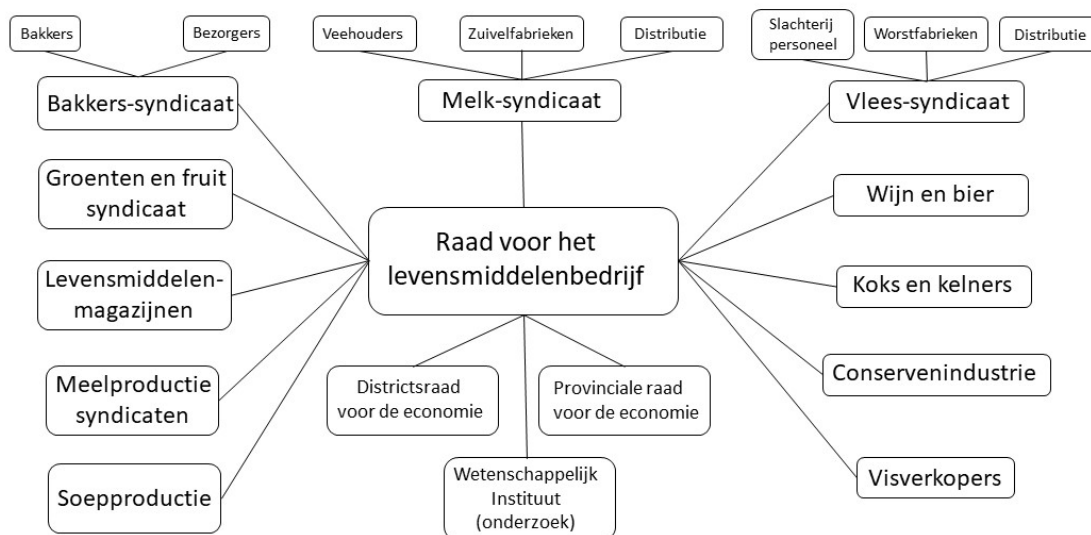 Bakkers
Bezorgers
Veehouders
Zuivelfabrieken
Distributie
Slachterij
personeel
Worstfabrieken
Distributie
Bakkers-syndicaat
Melk-syndicaat
Vlees-syndicaat
Groenten en fruit
syndicaat
Wijn en bier
Raad voor het
levensmiddelenbedrijf
Levensmiddelen-
magazijnen
Koks en kelners
Meelproductie
syndicaten
Districtsraad
voor de economie
Provinciale raad
voor de economie
Conservenindustrie
Soepproductie
Wetenschappelijk
Instituut
(onderzoek)
Visverkopers